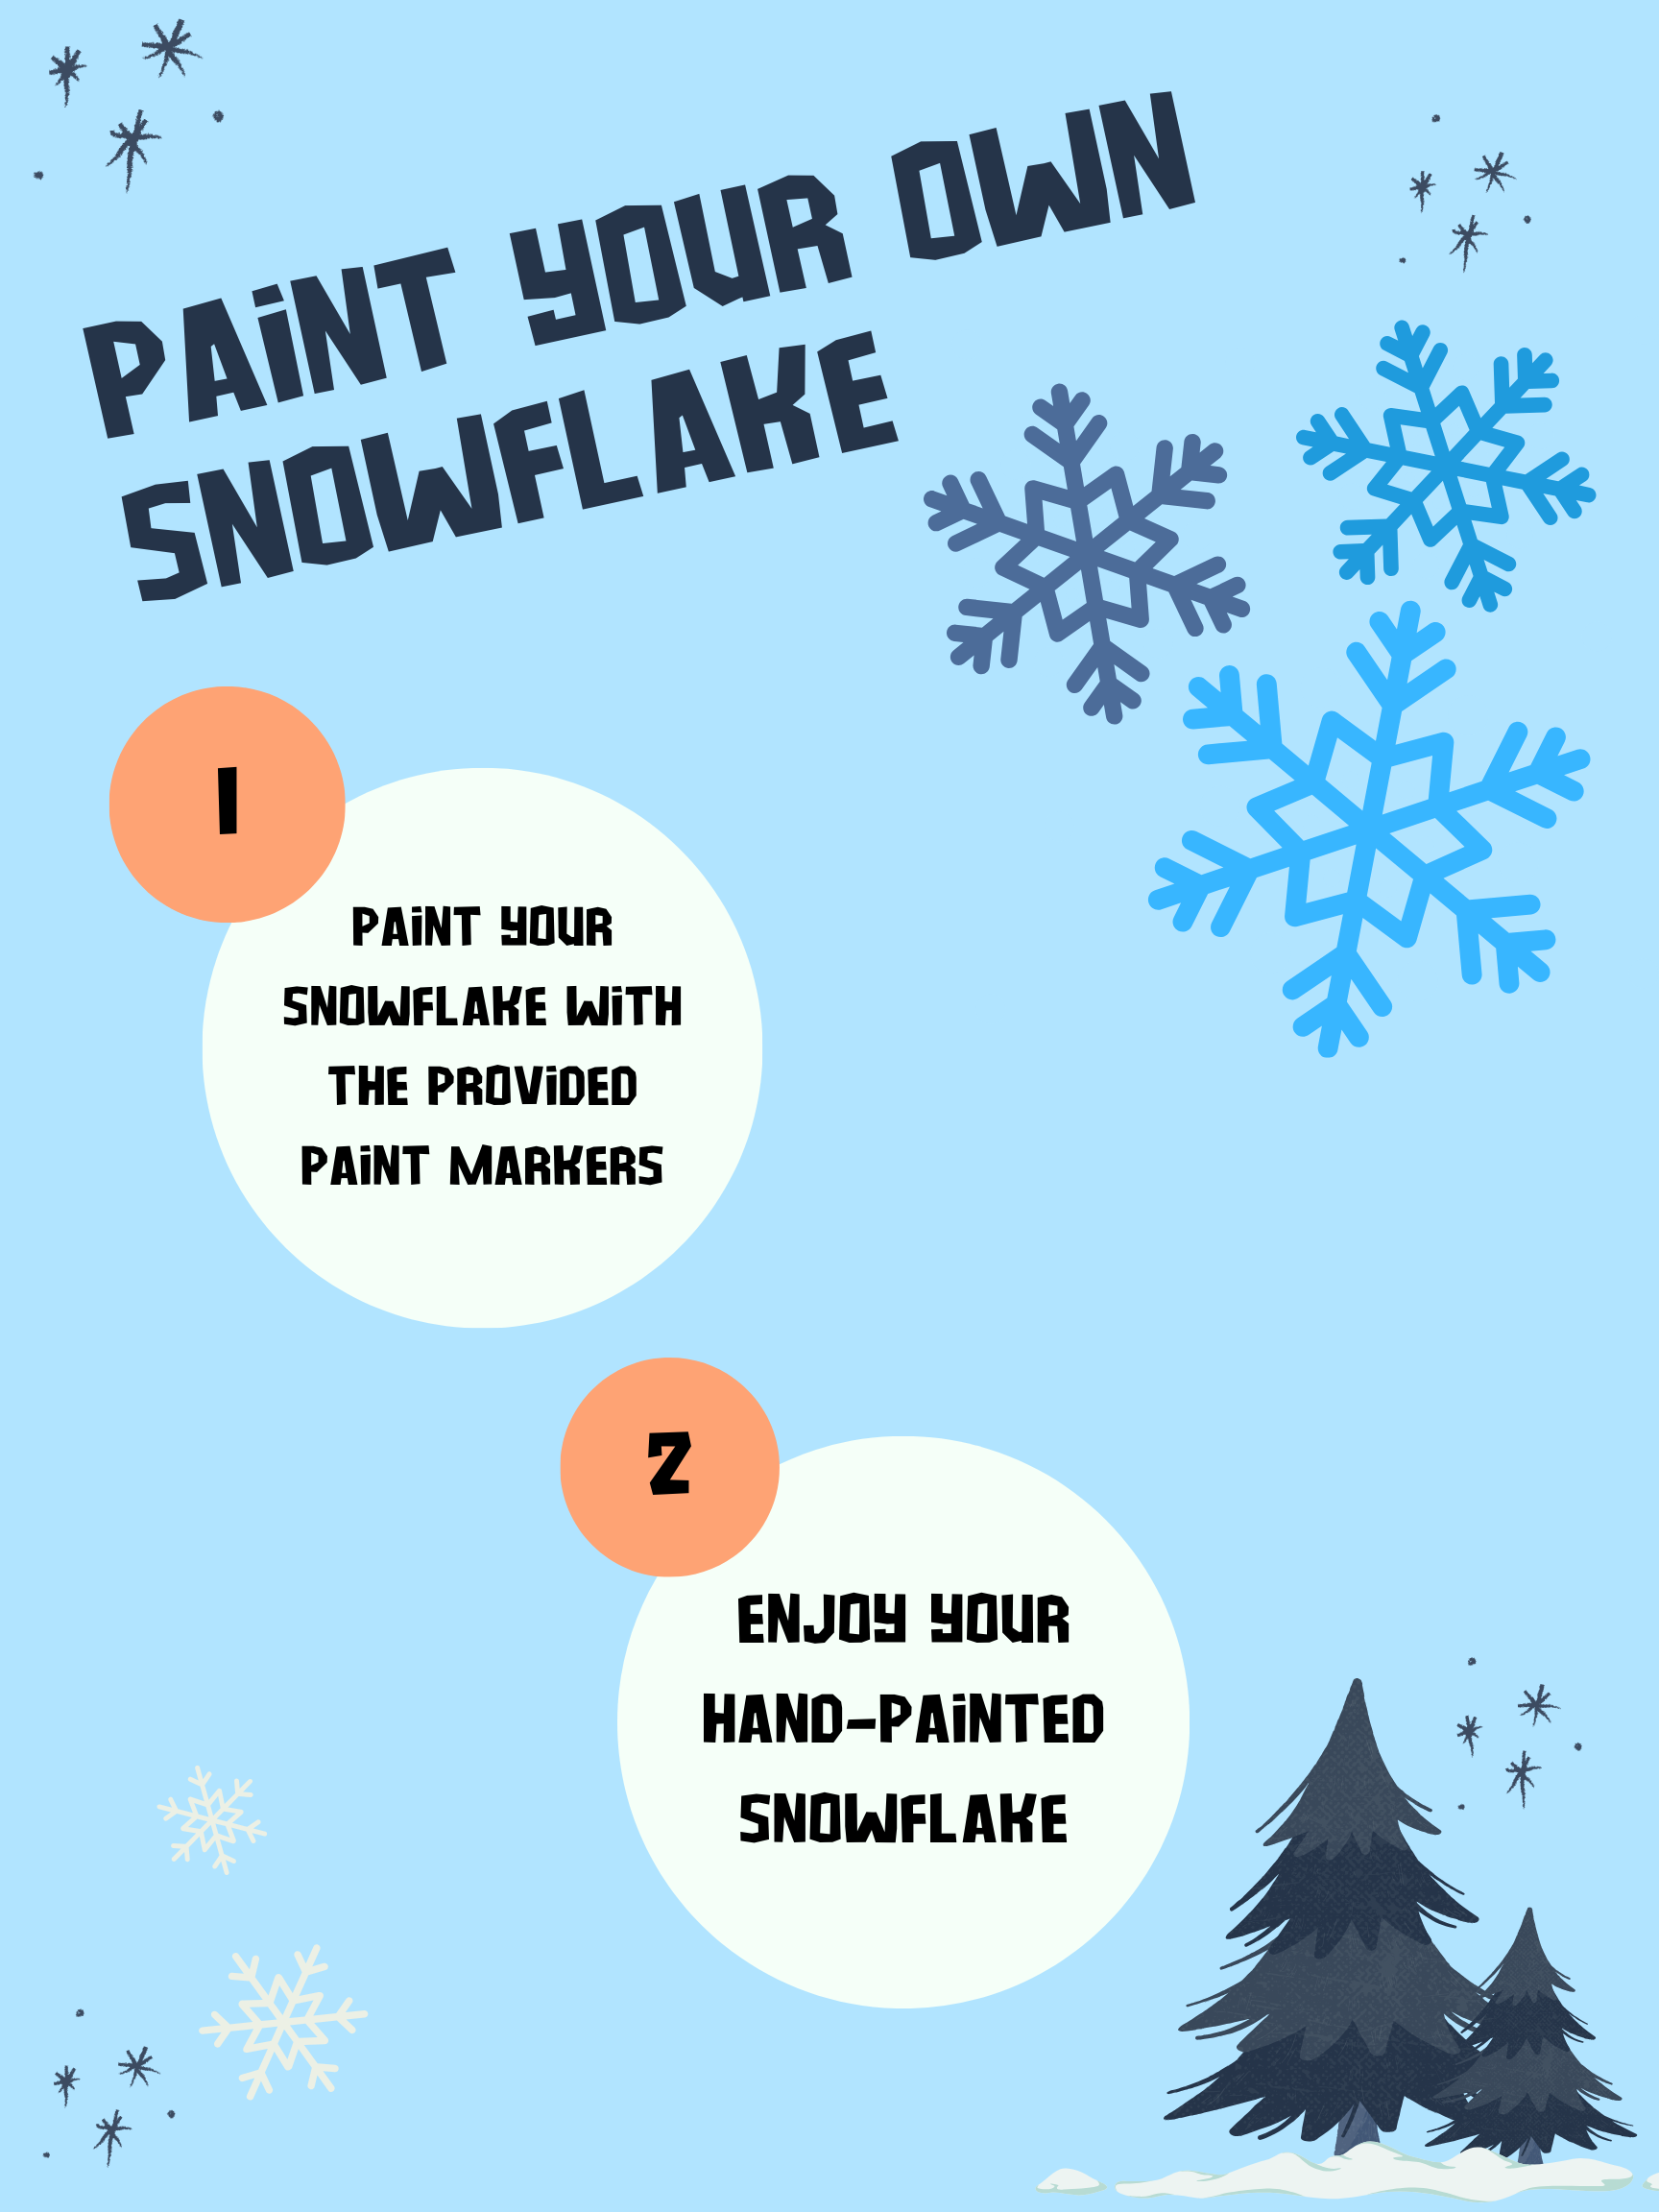 PAINT YOUR OWN
SNOWFLAKE
1
PAINT YOUR
SNOWFLAKE WITH
THE PROVIDED
PAINT MARKERS
2
ENJOY YOUR
HAND-PAINTED
SNOWFLAKE